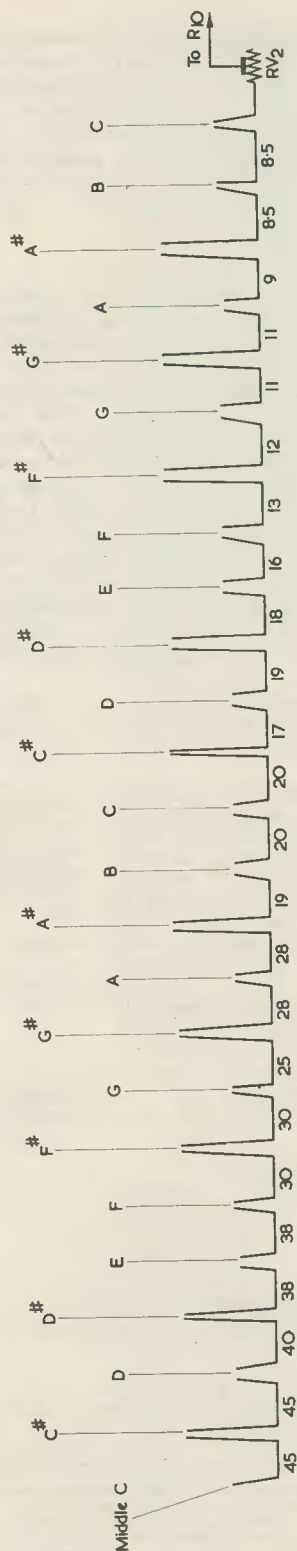 # # # # # # # # # #
C D F G A C D F G A
Middle C D E F G A B C D E F G A B C
To R10
RV2
45 45 40 38 38 30 30 25 28 28 19 20 20 17 19 18 16 13 12 11 11 9 8·5 8·5